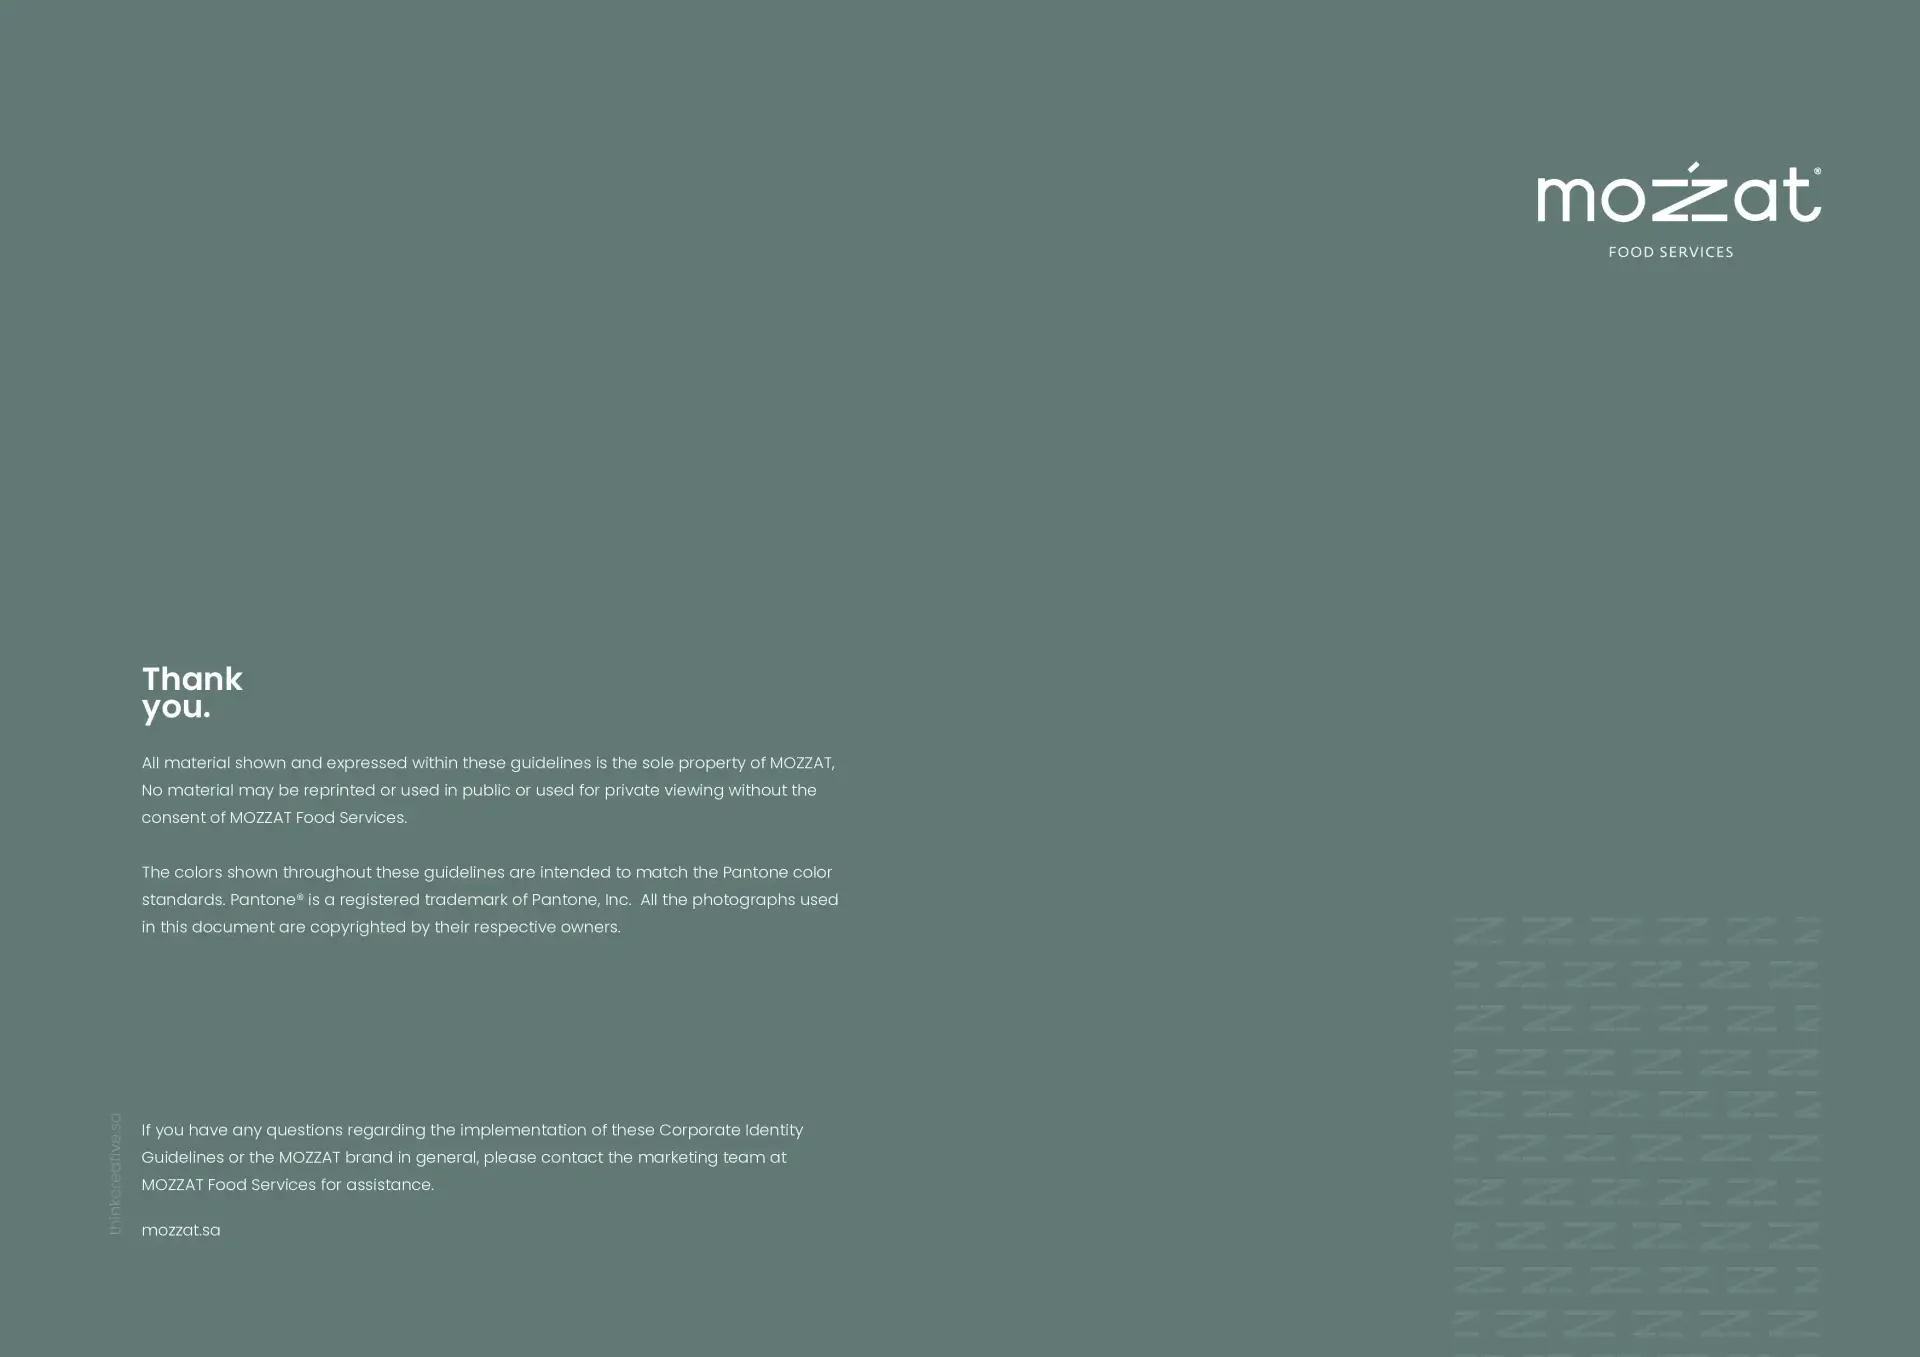 mozzat®
FOOD SERVICES
Thank
you.
All material shown and expressed within these guidelines is the sole property of MOZZAT,
No material may be reprinted or used in public or used for private viewing without the
consent of MOZZAT Food Services.
The colors shown throughout these guidelines are intended to match the Pantone color
standards. Pantone® is a registered trademark of Pantone, Inc.  All the photographs used
in this document are copyrighted by their respective owners.
If you have any questions regarding the implementation of these Corporate Identity
Guidelines or the MOZZAT brand in general, please contact the marketing team at
MOZZAT Food Services for assistance.
mozzat.sa
thinkcreative.sa